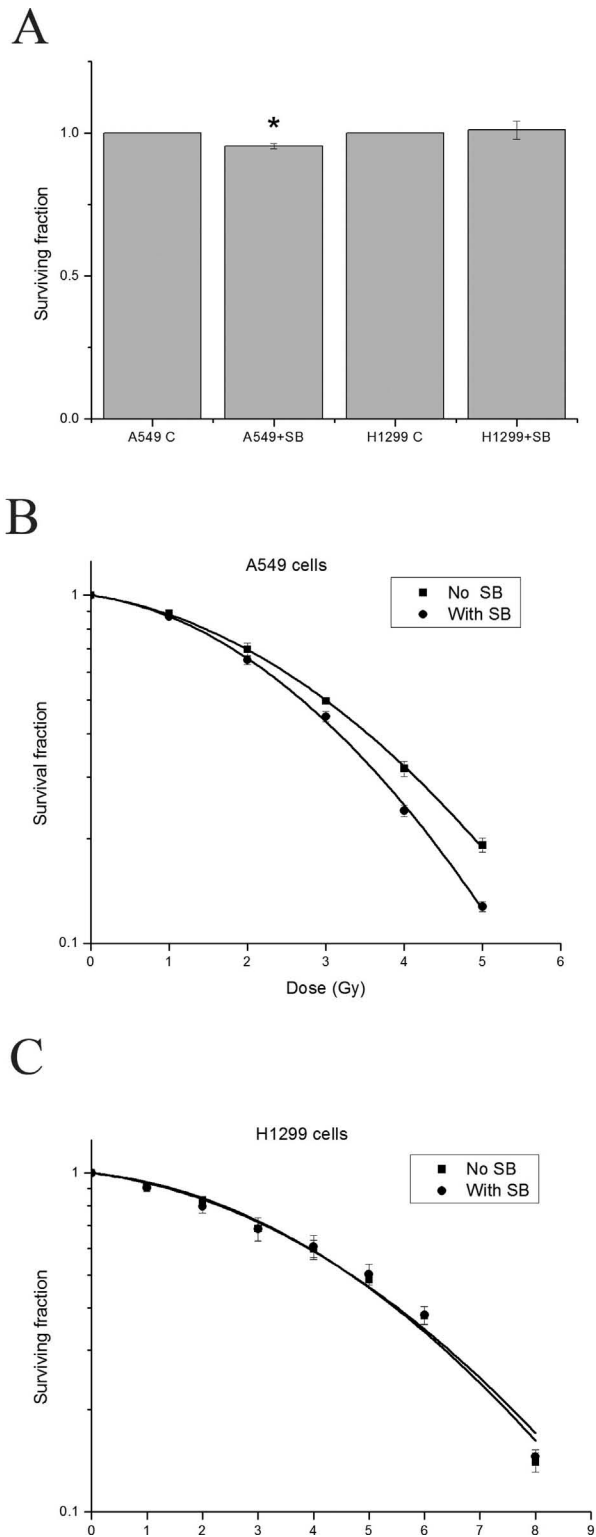 A
*
1.0
0.5
0.0
Surviving fraction
A549 C A549+SB H1299 C H1299+SB
B
A549 cells
No SB
With SB
1
0.1
Survival fraction
0 1 2 3 4 5 6
Dose (Gy)
C
H1299 cells
No SB
With SB
1
0.1
Surviving fraction
0 1 2 3 4 5 6 7 8 9